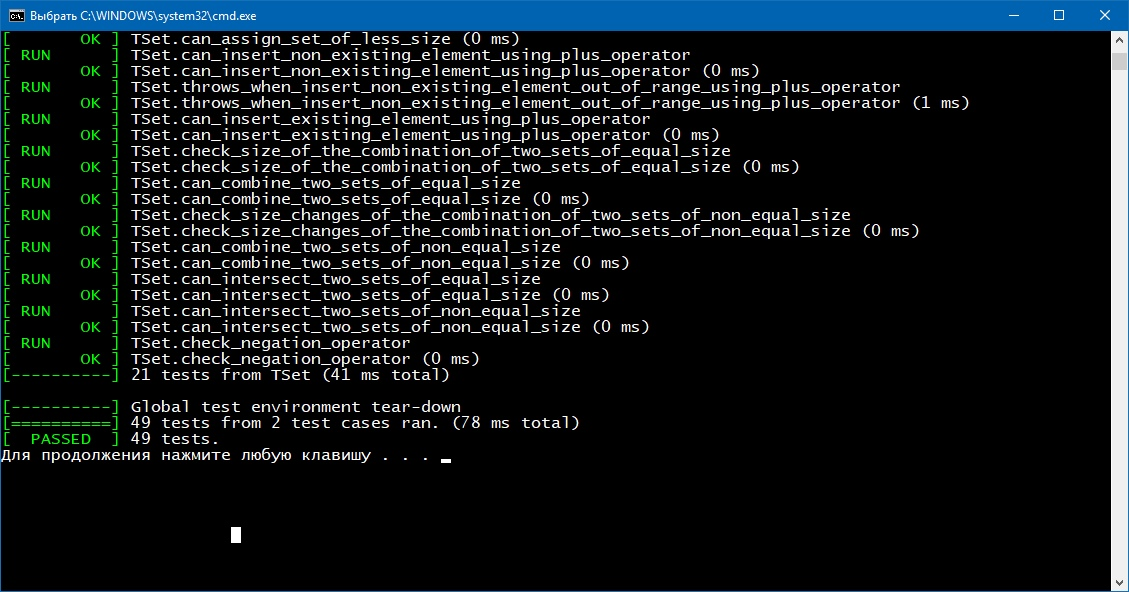 Выбрать C:\WINDOWS\system32\cmd.exe
[       OK ] TSet.can_assign_set_of_less_size (0 ms)
[ RUN      ] TSet.can_insert_non_existing_element_using_plus_operator
[       OK ] TSet.can_insert_non_existing_element_using_plus_operator (0 ms)
[ RUN      ] TSet.throws_when_insert_non_existing_element_out_of_range_using_plus_operator
[       OK ] TSet.throws_when_insert_non_existing_element_out_of_range_using_plus_operator (1 ms)
[ RUN      ] TSet.can_insert_existing_element_using_plus_operator
[       OK ] TSet.can_insert_existing_element_using_plus_operator (0 ms)
[ RUN      ] TSet.check_size_of_the_combination_of_two_sets_of_equal_size
[       OK ] TSet.check_size_of_the_combination_of_two_sets_of_equal_size (0 ms)
[ RUN      ] TSet.can_combine_two_sets_of_equal_size
[       OK ] TSet.can_combine_two_sets_of_equal_size (0 ms)
[ RUN      ] TSet.check_size_changes_of_the_combination_of_two_sets_of_non_equal_size
[       OK ] TSet.check_size_changes_of_the_combination_of_two_sets_of_non_equal_size (0 ms)
[ RUN      ] TSet.can_combine_two_sets_of_non_equal_size
[       OK ] TSet.can_combine_two_sets_of_non_equal_size (0 ms)
[ RUN      ] TSet.can_intersect_two_sets_of_equal_size
[       OK ] TSet.can_intersect_two_sets_of_equal_size (0 ms)
[ RUN      ] TSet.can_intersect_two_sets_of_non_equal_size
[       OK ] TSet.can_intersect_two_sets_of_non_equal_size (0 ms)
[ RUN      ] TSet.check_negation_operator
[       OK ] TSet.check_negation_operator (0 ms)
[----------] 21 tests from TSet (41 ms total)
[----------] Global test environment tear-down
[==========] 49 tests from 2 test cases ran. (78 ms total)
[  PASSED  ] 49 tests.
Для продолжения нажмите любую клавишу . . .